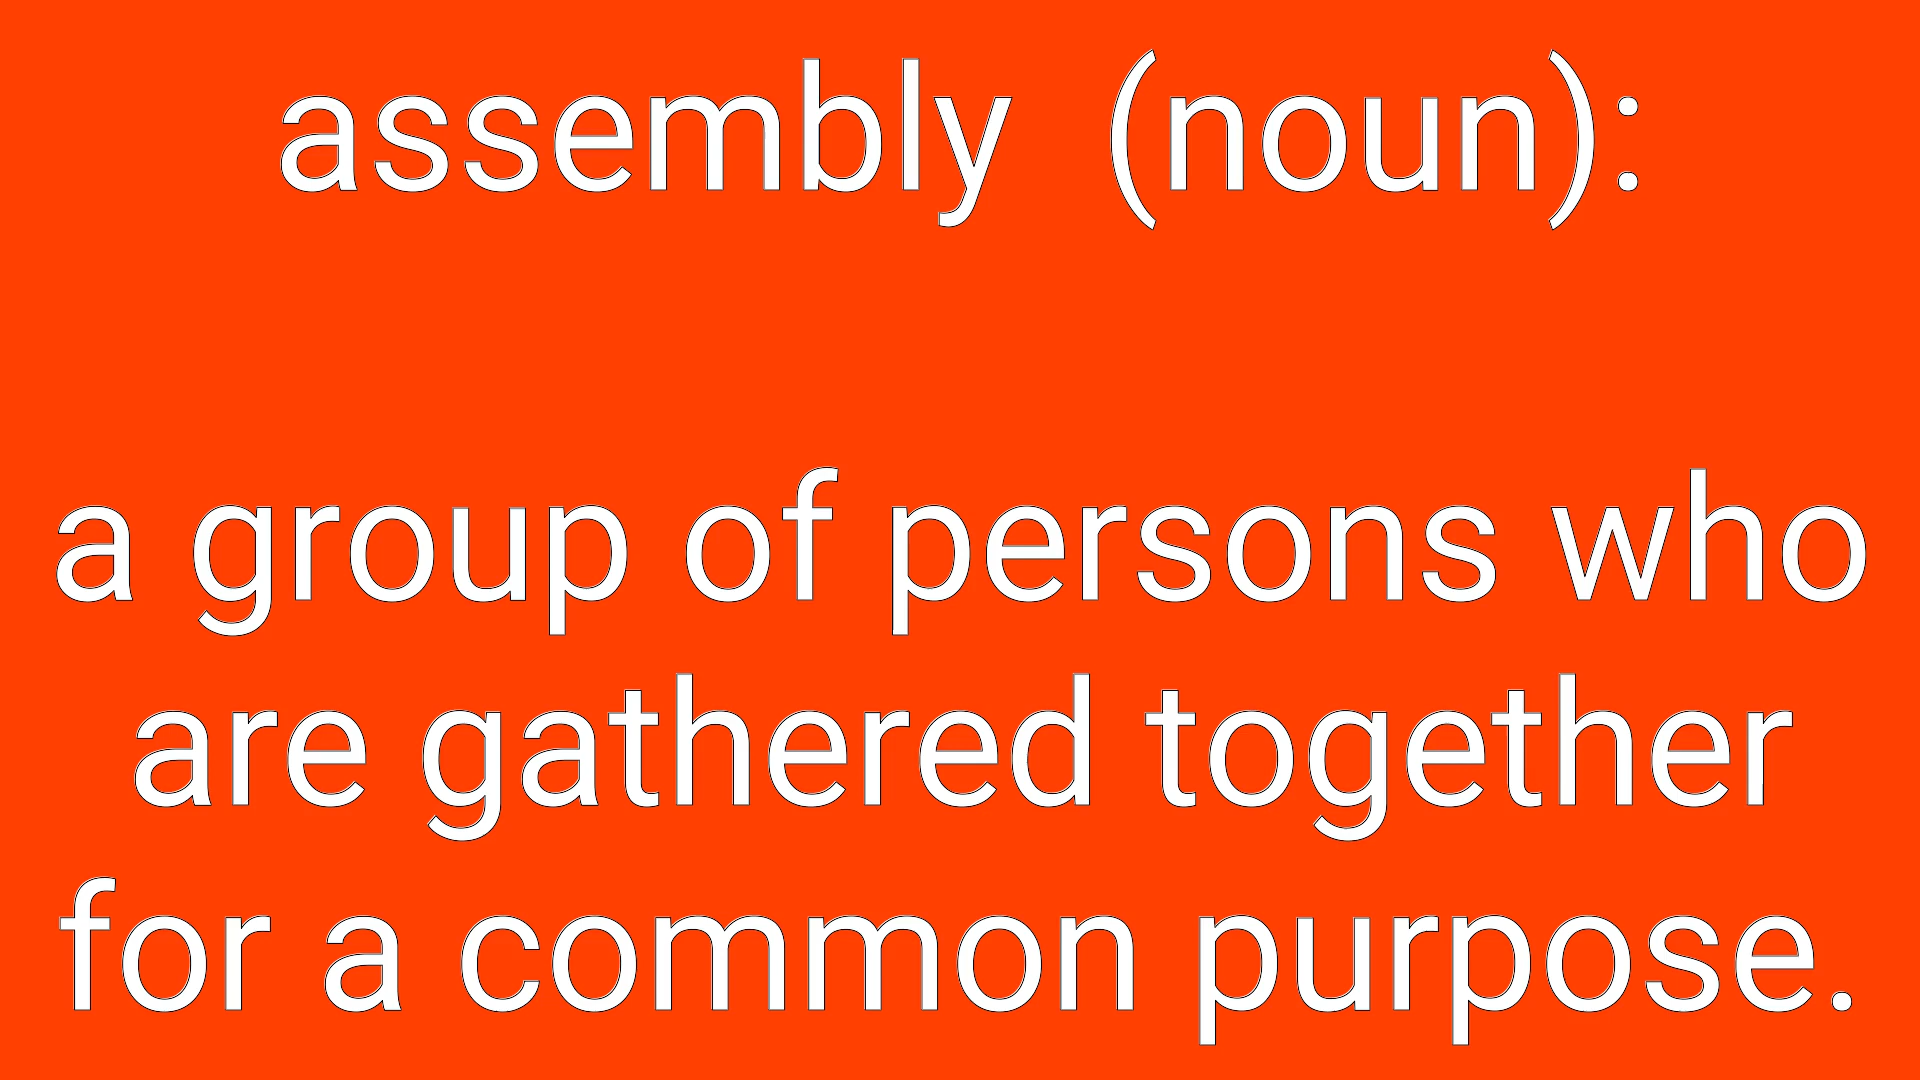 assembly (noun):
a group of persons who
are gathered together
for a common purpose.